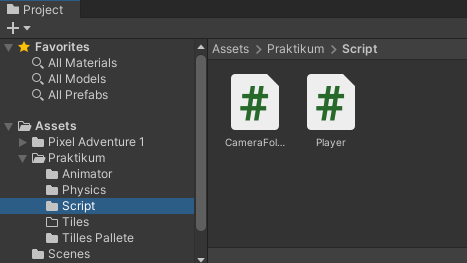 Project
Favorites
All Materials
All Models
All Prefabs
Assets
Pixel Adventure 1
Praktikum
Animator
Physics
Script
Tiles
Tilles Pallete
Scenes
Assets > Praktikum > Script
# #
CameraFol... Player